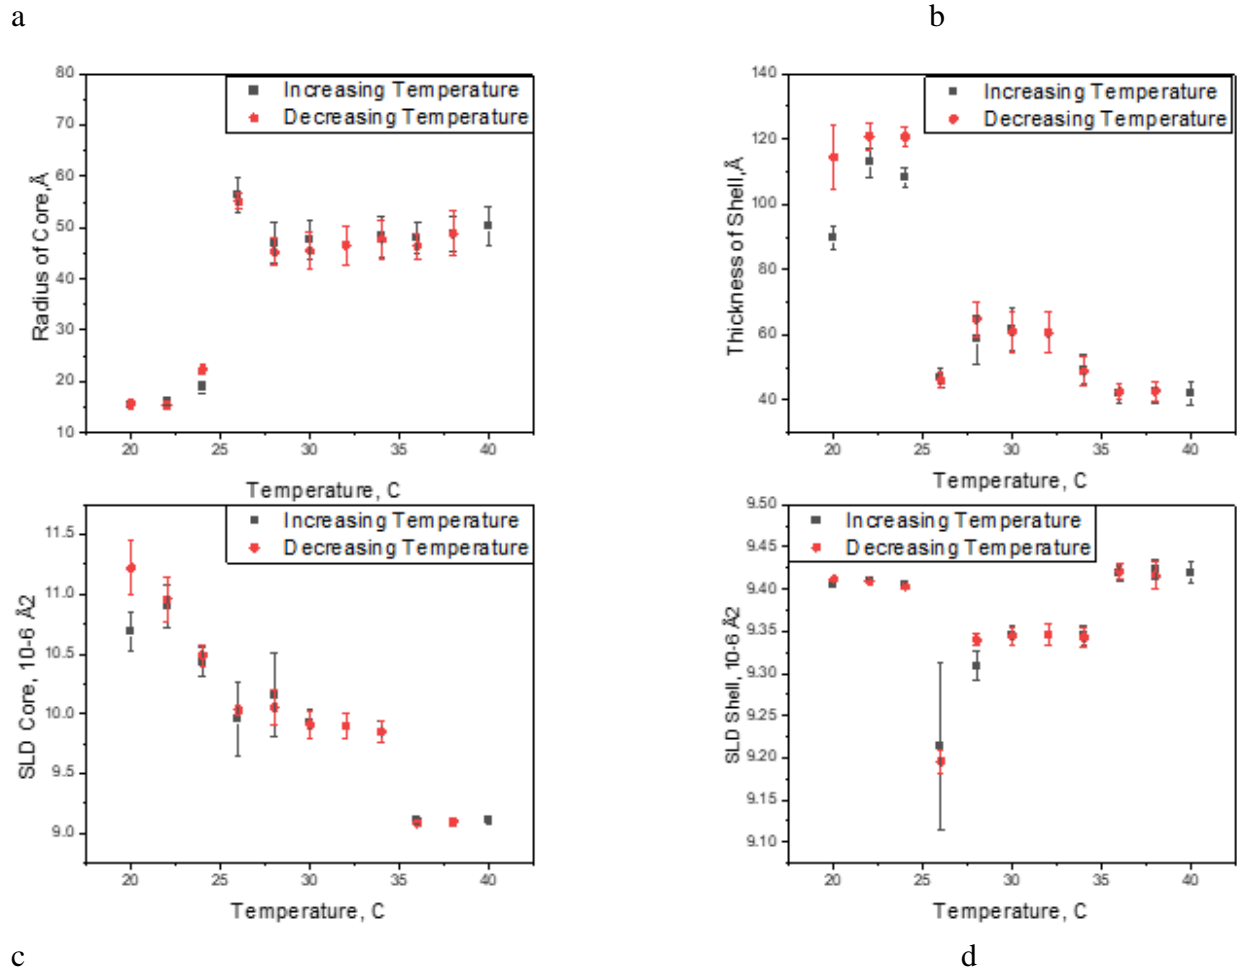 a b
80
70
60
50
40
30
20
10
Radius of Core,Å
Increasing Temperature
Decreasing Temperature
20 25 30 35 40
Temperature, C
140
120
100
80
60
40
Thickness of Shell,Å
Increasing Temperature
Decreasing Temperature
20 25 30 35 40
Temperature, C
11.5
11.0
10.5
10.0
9.5
9.0
SLD Core, 10-6 Å2
Increasing Temperature
Decreasing Temperature
20 25 30 35 40
Temperature, C
9.50
9.45
9.40
9.35
9.30
9.25
9.20
9.15
9.10
SLD Shell, 10-6 Å2
Increasing Temperature
Decreasing Temperature
20 25 30 35 40
Temperature, C
c d